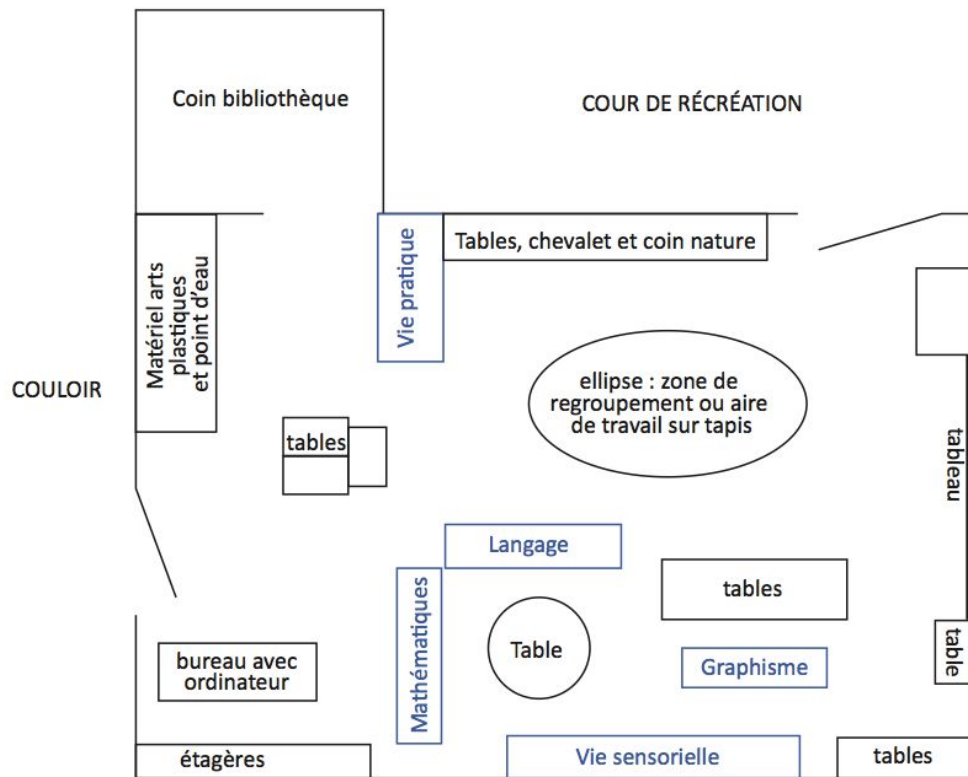 Coin bibliothèque
COUR DE RÉCRÉATION
Matériel arts
plastiques
et point d'eau
Vie pratique
Tables, chevalet et coin nature
COULOIR
ellipse : zone de
regroupement ou aire
de travail sur tapis
tables
tableau
Langage
Mathématiques
tables
Table
bureau avec
ordinateur
Graphisme
table
étagères
Vie sensorielle
tables